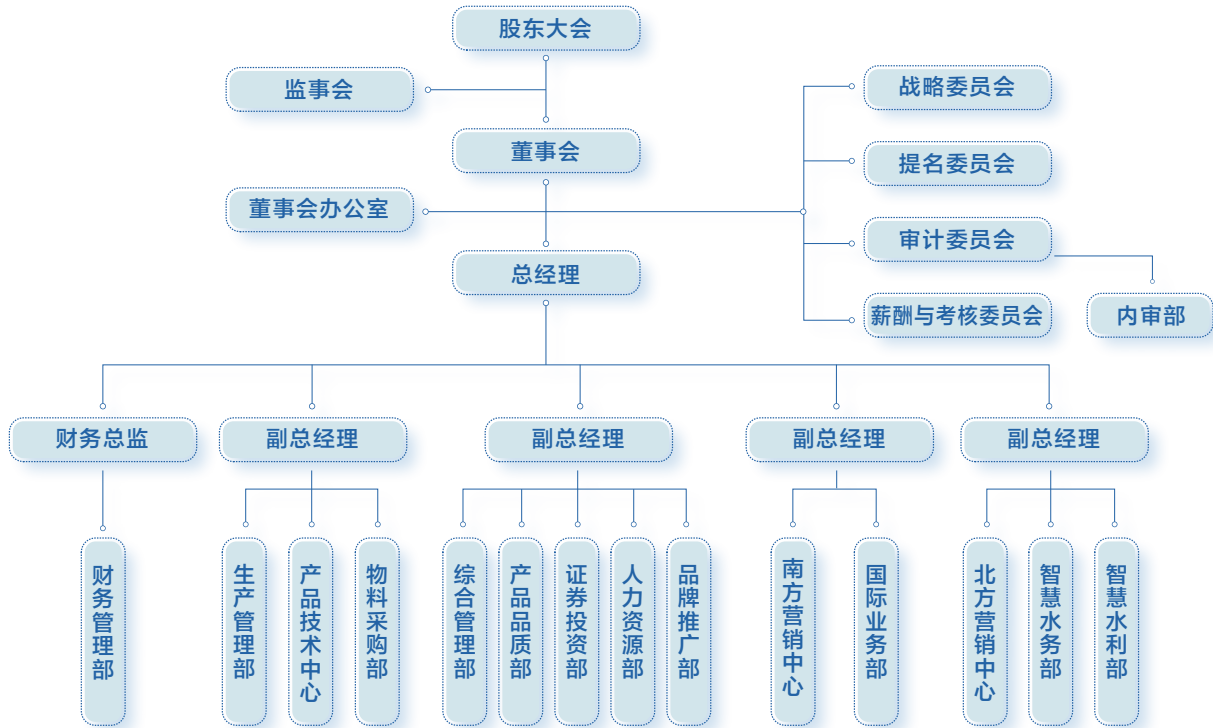 股东大会
监事会
战略委员会
董事会
提名委员会
董事会办公室
审计委员会
总经理
薪酬与考核委员会
内审部
财务总监
副总经理
副总经理
副总经理
副总经理
财务管理部
生产管理部
产品技术中心
物料采购部
综合管理部
产品品质部
证券投资部
人力资源部
品牌推广部
南方营销中心
国际业务部
北方营销中心
智慧水务部
智慧水利部